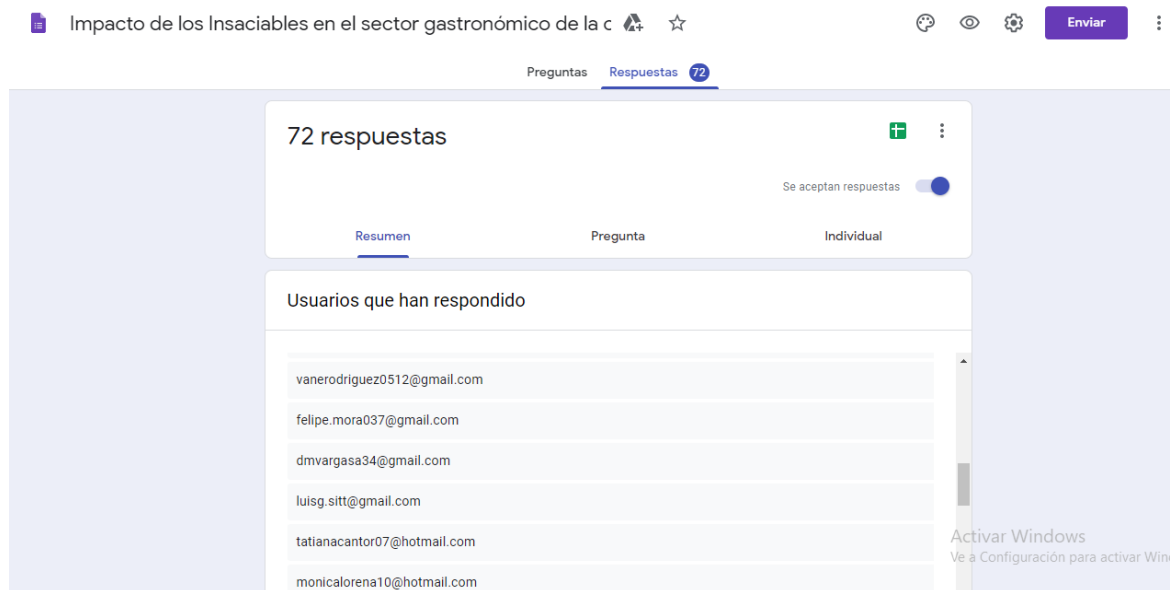 Impacto de los Insaciables en el sector gastronómico de la c
Enviar
Preguntas Respuestas 72
72 respuestas
Se aceptan respuestas
Resumen Pregunta Individual
Usuarios que han respondido
vanerodriguez0512@gmail.com
felipe.mora037@gmail.com
dmvargasa34@gmail.com
luisg.sitt@gmail.com
tatianacantor07@hotmail.com
monicalorena10@hotmail.com
Activar Windows
Ve a Configuración para activar Win